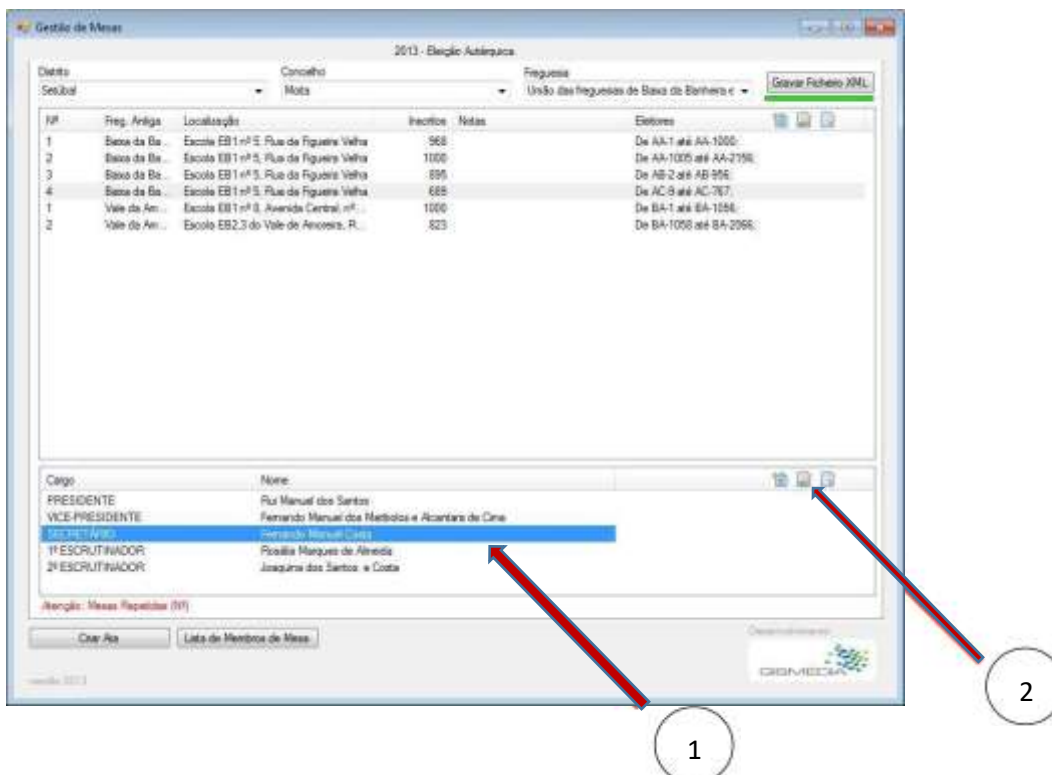 Gestão de Mesas
2013 - Eleição Autárquica
Distrito Concelho Freguesia
Setúbal Moita União das freguesias de Baixa da Banheira e
Gravar Ficheiro XML
Nº Freg. Antiga Localização Inscritos Notas Eleitores
1 Baixa da Ba... Escola EB1 nº 5, Rua da Figueira Velha 968 De AA-1 até AA-1000;
2 Baixa da Ba... Escola EB1 nº 5, Rua da Figueira Velha 1000 De AA-1005 até AA-2156;
3 Baixa da Ba... Escola EB1 nº 5, Rua da Figueira Velha 895 De AB-2 até AB-956;
4 Baixa da Ba... Escola EB1 nº 5, Rua da Figueira Velha 689 De AC-9 até AC-767;
1 Vale da Am... Escola EB1 nº Avenida Central, nº... 1000 De BA-1 até BA-1056;
2 Vale da Am... Escola EB2,3 do Vale de Amoreira, R... 823 De BA-1058 até BA-2066;
Cargo Nome
PRESIDENTE Rui Manuel dos Santos
VICE-PRESIDENTE Fernando Manuel dos e Alcantara de Cima
SECRETÁRIO Fernando Manuel Costa
1º ESCRUTINADOR Rosália Marques de Almeida
2º ESCRUTINADOR Joaquina dos Santos e Costa
Atenção: Mesas Repetidas (Nº)
Criar Ata Lista de Membros de Mesa
Desenvolvimento
GISMEDIA
versão 2013
1
2